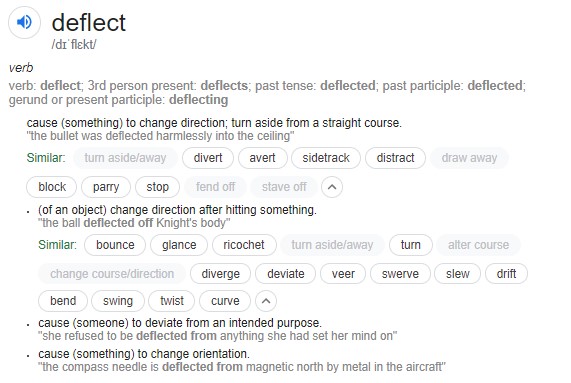 deflect
/dɪˈflɛkt/
verb
verb: deflect; 3rd person present: deflects; past tense: deflected; past participle: deflected;
gerund or present participle: deflecting
cause (something) to change direction; turn aside from a straight course.
"the bullet was deflected harmlessly into the ceiling"
Similar: turn aside/away divert avert sidetrack distract draw away
block parry stop fend off stave off
• (of an object) change direction after hitting something.
"the ball deflected off Knight's body"
Similar: bounce glance ricochet turn aside/away turn alter course
change course/direction diverge deviate veer swerve slew drift
bend swing twist curve
• cause (someone) to deviate from an intended purpose.
"she refused to be deflected from anything she had set her mind on"
• cause (something) to change orientation.
"the compass needle is deflected from magnetic north by metal in the aircraft"